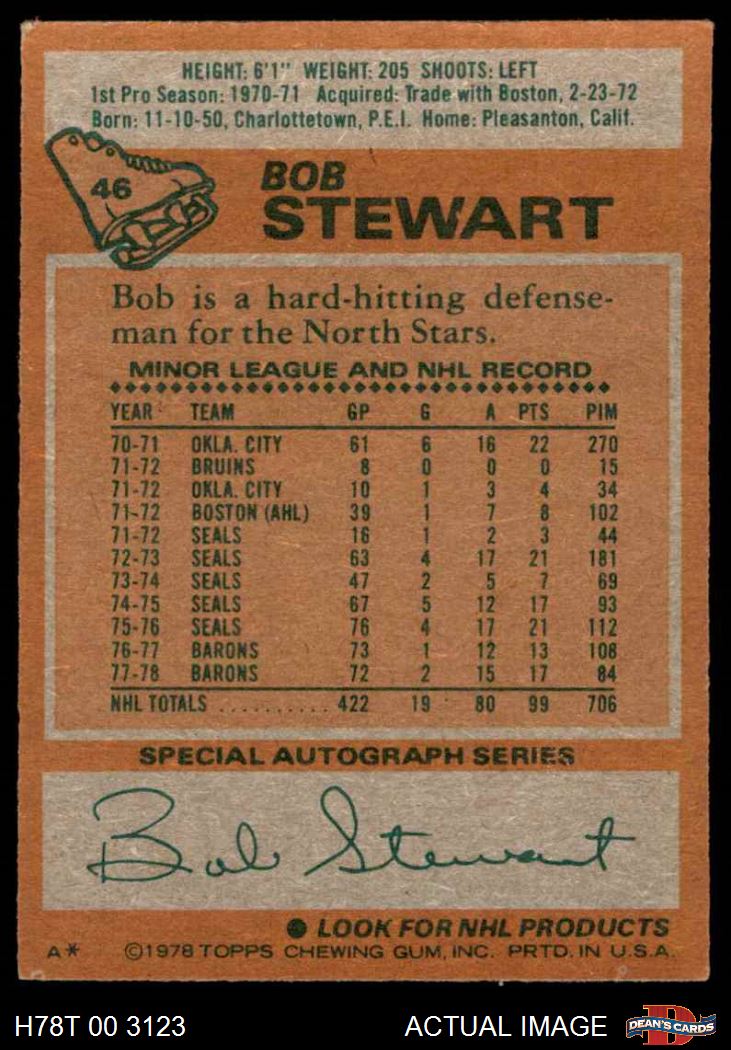 HEIGHT: 6'1" WEIGHT: 205 SHOOTS: LEFT
1st Pro Season: 1970-71 Acquired: Trade with Boston, 2-23-72
Born: 11-10-50, Charlottetown, P.E.I. Home: Pleasanton, Calif.
46
BOB
STEWART
Bob is a hard-hitting defense-
man for the North Stars.
MINOR LEAGUE AND NHL RECORD
YEAR TEAM GP G A PTS PIM
70-71 OKLA. CITY 61 6 16 22 270
71-72 BRUINS 8 0 0 0 15
71-72 OKLA. CITY 10 1 3 4 34
71-72 BOSTON (AHL) 39 1 7 8 102
71-72 SEALS 16 1 2 3 44
72-73 SEALS 63 4 17 21 181
73-74 SEALS 47 2 5 7 69
74-75 SEALS 67 5 12 17 93
75-76 SEALS 76 4 17 21 112
76-77 BARONS 73 1 12 13 108
77-78 BARONS 72 2 15 17 84
NHL TOTALS .......... 422 19 80 99 706
SPECIAL AUTOGRAPH SERIES
Bob Stewart
● LOOK FOR NHL PRODUCTS
A* ©1978 TOPPS CHEWING GUM, INC. PRTD. IN U.S.A.
H78T 00 3123 ACTUAL IMAGE DEAN'S CARDS